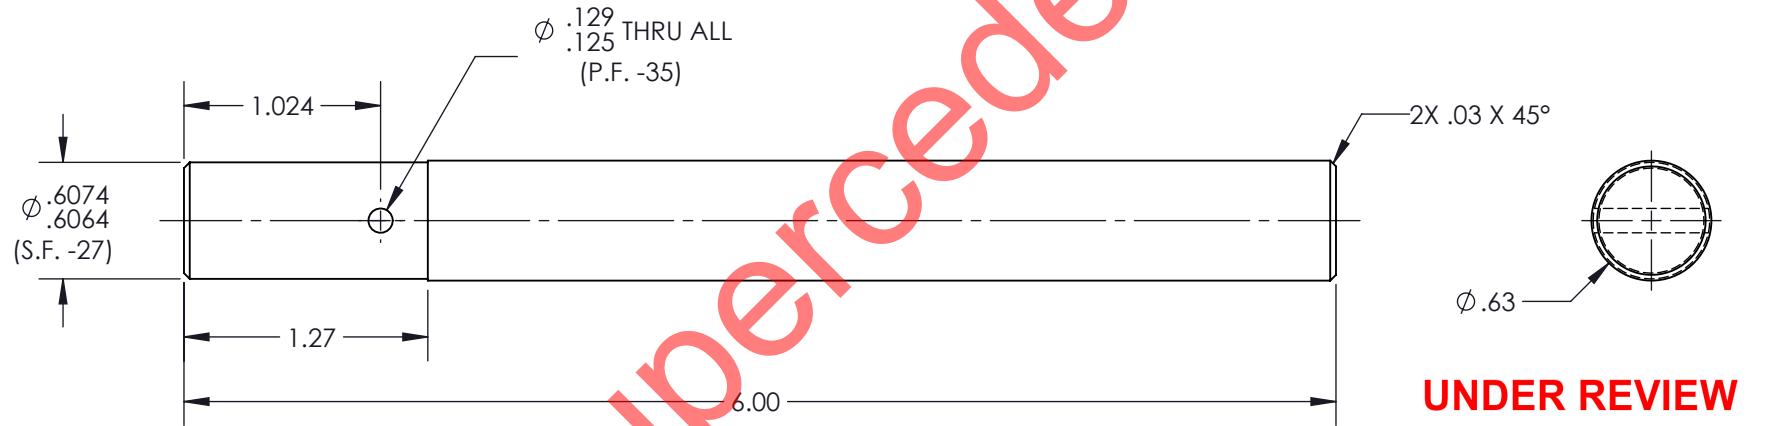 ⌀ .129
.125 THRU ALL
(P.F. -35)
1.024
2X .03 X 45°
⌀ .6074
.6064
(S.F. -27)
⌀.63
1.27
6.00
UNDER REVIEW
upercede